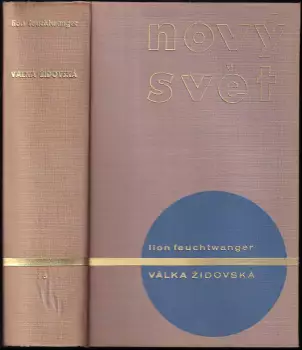 lion feuchtwanger
VÁLKA ŽIDOVSKÁ
nový
svět
lion feuchtwanger
VÁLKA ŽIDOVSKÁ